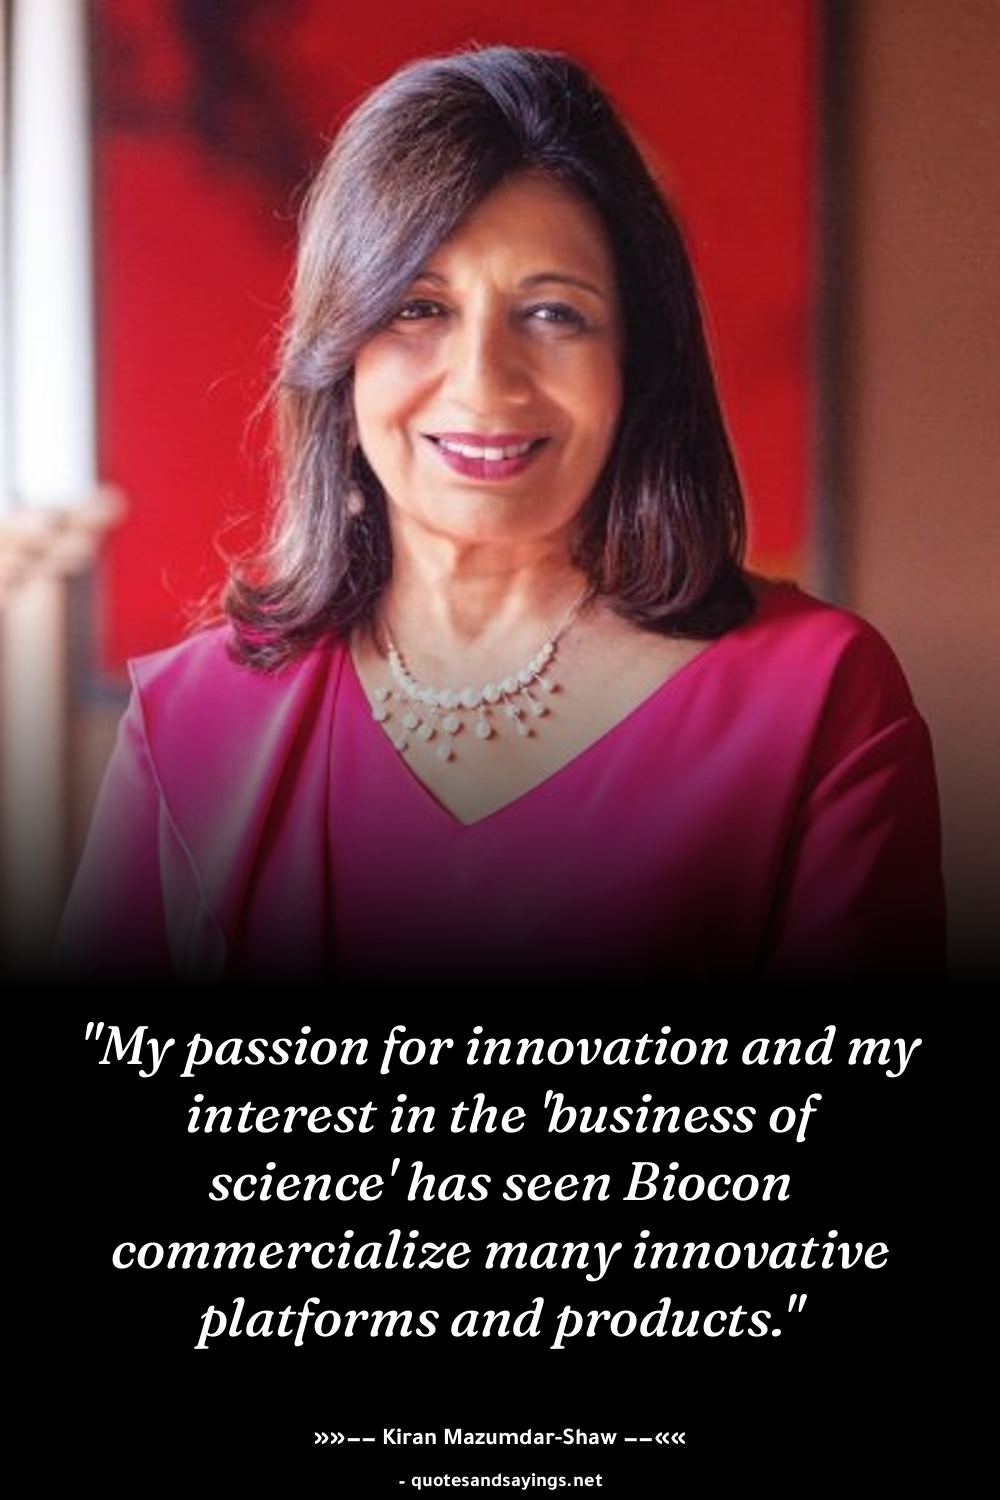 "My passion for innovation and my
interest in the 'business of
science' has seen Biocon
commercialize many innovative
platforms and products."
»»–– Kiran Mazumdar-Shaw ––««
- quotesandsayings.net